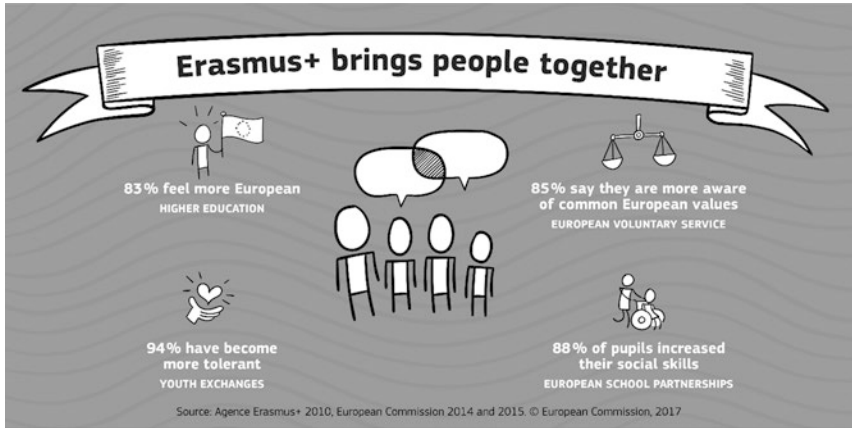 Erasmus+ brings people together
83% feel more European
HIGHER EDUCATION
85% say they are more aware
of common European values
EUROPEAN VOLUNTARY SERVICE
94% have become
more tolerant
YOUTH EXCHANGES
88% of pupils increased
their social skills
EUROPEAN SCHOOL PARTNERSHIPS
Source: Agence Erasmus+ 2010, European Commission 2014 and 2015. © European Commission, 2017